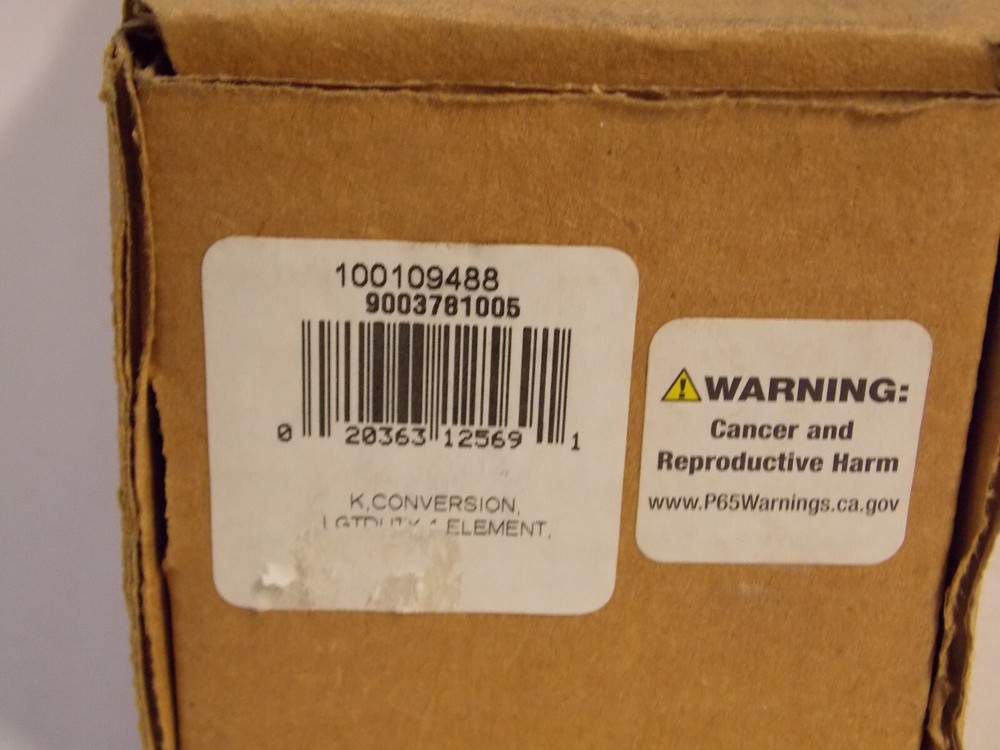 100109488
9003781005
0 20363 12569 1
K,CONVERSION,
ELEMENT,
WARNING:
Cancer and
Reproductive Harm
www.P65Warnings.ca.gov